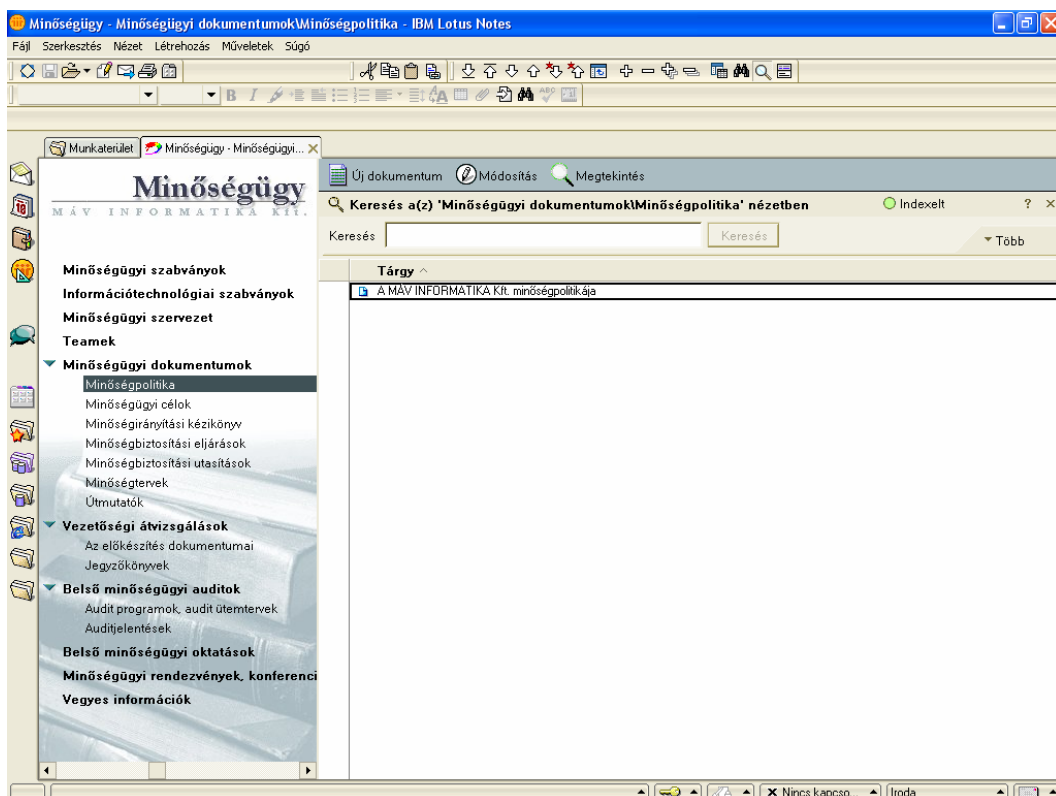 Minőségügy - Minőségügyi dokumentumok\Minőségpolitika - IBM Lotus Notes
Fájl Szerkesztés Nézet Létrehozás Műveletek Súgó
Munkaterület
Minőségügy - Minőségügyi...
Minőségügy
MÁV INFORMATIKA Kft.
Új dokumentum Módosítás Megtekintés
Keresés a(z) 'Minőségügyi dokumentumok\Minőségpolitika' nézetben
Indexelt ?
Keresés
Keresés
Több
Tárgy
A MÁV INFORMATIKA Kft. minőségpolitikája
Minőségügyi szabványok
Információtechnológiai szabványok
Minőségügyi szervezet
Teamek
Minőségügyi dokumentumok
Minőségpolitika
Minőségügyi célok
Minőségirányítási kézikönyv
Minőségbiztosítási eljárások
Minőségbiztosítási utasítások
Minőségtervek
Útmutatók
Vezetőségi átvizsgálások
Az előkészítés dokumentumai
Jegyzőkönyvek
Belső minőségügyi auditok
Audit programok, audit ütemtervek
Auditjelentések
Belső minőségügyi oktatások
Minőségügyi rendezvények, konferenci
Vegyes információk
Nincs kapcso...
Iroda